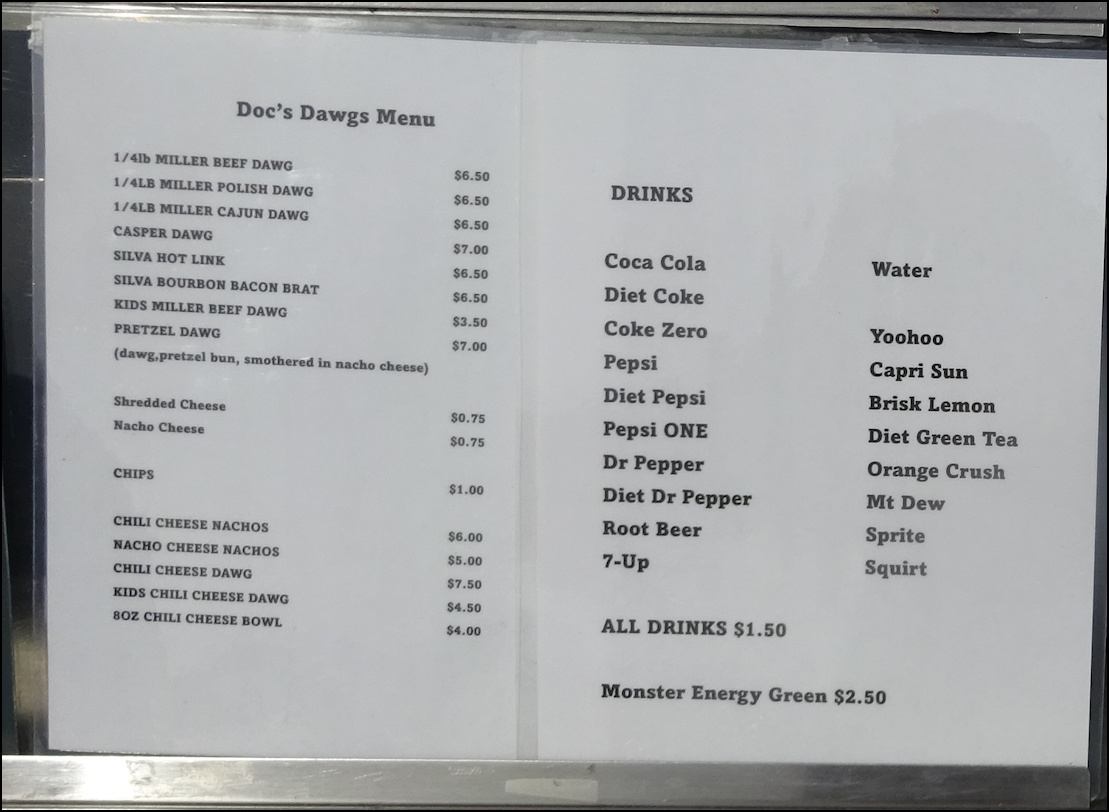 Doc's Dawgs Menu
1/4lb MILLER BEEF DAWG $6.50
1/4LB MILLER POLISH DAWG $6.50
1/4LB MILLER CAJUN DAWG $6.50
CASPER DAWG $7.00
SILVA HOT LINK $6.50
SILVA BOURBON BACON BRAT $6.50
KIDS MILLER BEEF DAWG $3.50
PRETZEL DAWG $7.00
(dawg,pretzel bun, smothered in nacho cheese)
Shredded Cheese $0.75
Nacho Cheese $0.75
CHIPS $1.00
CHILI CHEESE NACHOS $6.00
NACHO CHEESE NACHOS $5.00
CHILI CHEESE DAWG $7.50
KIDS CHILI CHEESE DAWG $4.50
8OZ CHILI CHEESE BOWL $4.00
DRINKS
Coca Cola
Diet Coke
Coke Zero
Pepsi
Diet Pepsi
Pepsi ONE
Dr Pepper
Diet Dr Pepper
Root Beer
7-Up
Water
Yoohoo
Capri Sun
Brisk Lemon
Diet Green Tea
Orange Crush
Mt Dew
Sprite
Squirt
ALL DRINKS $1.50
Monster Energy Green $2.50